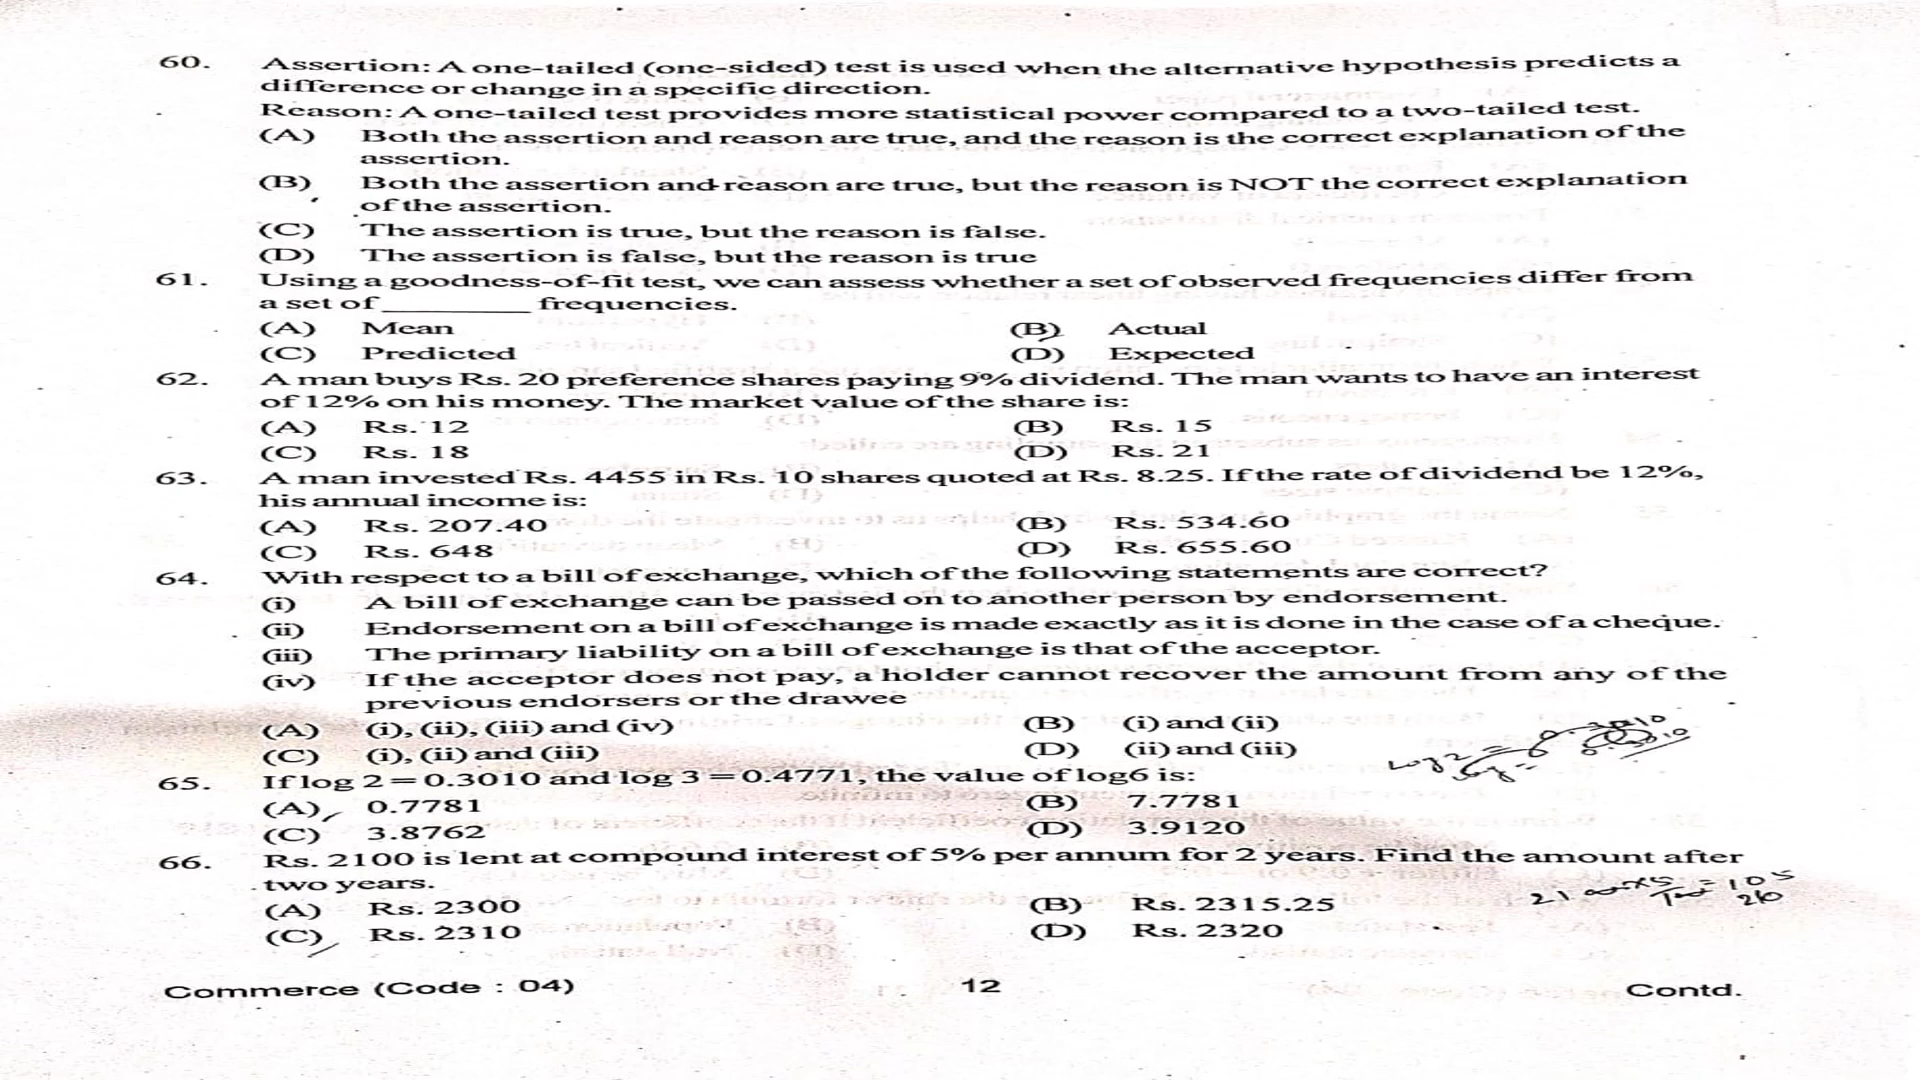 60. Assertion: A one-tailed (one-sided) test is used when the alternative hypothesis predicts a
difference or change in a specific direction.
Reason: A one-tailed test provides more statistical power compared to a two-tailed test.
(A) Both the assertion and reason are true, and the reason is the correct explanation of the
assertion.
(B) Both the assertion and reason are true, but the reason is NOT the correct explanation
of the assertion.
(C) The assertion is true, but the reason is false.
(D) The assertion is false, but the reason is true
61. Using a goodness-of-fit test, we can assess whether a set of observed frequencies differ from
a set of ________ frequencies.
(A) Mean (B) Actual
(C) Predicted (D) Expected
62. A man buys Rs. 20 preference shares paying 9% dividend. The man wants to have an interest
of 12% on his money. The market value of the share is:
(A) Rs. 12 (B) Rs. 15
(C) Rs. 18 (D) Rs. 21
63. A man invested Rs. 4455 in Rs. 10 shares quoted at Rs. 8.25. If the rate of dividend be 12%,
his annual income is:
(A) Rs. 207.40 (B) Rs. 534.60
(C) Rs. 648 (D) Rs. 655.60
64. With respect to a bill of exchange, which of the following statements are correct?
(i) A bill of exchange can be passed on to another person by endorsement.
(ii) Endorsement on a bill of exchange is made exactly as it is done in the case of a cheque.
(iii) The primary liability on a bill of exchange is that of the acceptor.
(iv) If the acceptor does not pay, a holder cannot recover the amount from any of the
previous endorsers or the drawee
(A) (i), (ii), (iii) and (iv) (B) (i) and (ii)
(C) (i), (ii) and (iii) (D) (ii) and (iii)
65. If log 2 = 0.3010 and log 3 = 0.4771, the value of log6 is:
(A) 0.7781 (B) 7.7781
(C) 3.8762 (D) 3.9120
66. Rs. 2100 is lent at compound interest of 5% per annum for 2 years. Find the amount after
two years.
(A) Rs. 2300 (B) Rs. 2315.25
(C) Rs. 2310 (D) Rs. 2320
Commerce (Code : 04) 12 Contd.